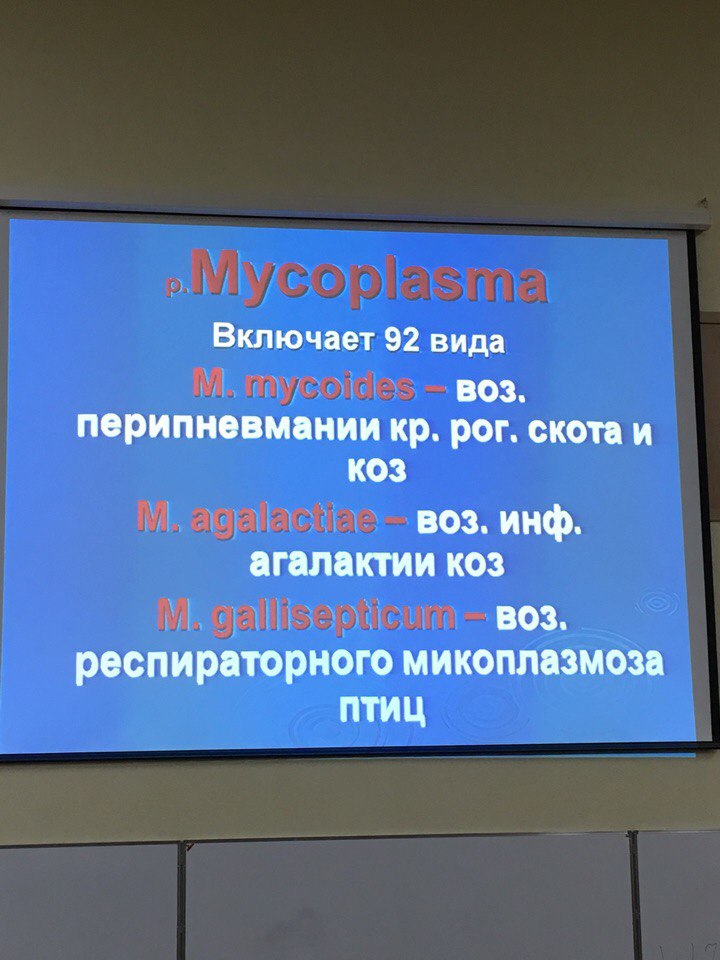 р.Mycoplasma
Включает 92 вида
M. mycoides – воз.
перипневмании кр. рог. скота и
коз
M. agalactiae – воз. инф.
агалактии коз
M. gallisepticum – воз.
респираторного микоплазмоза
птиц